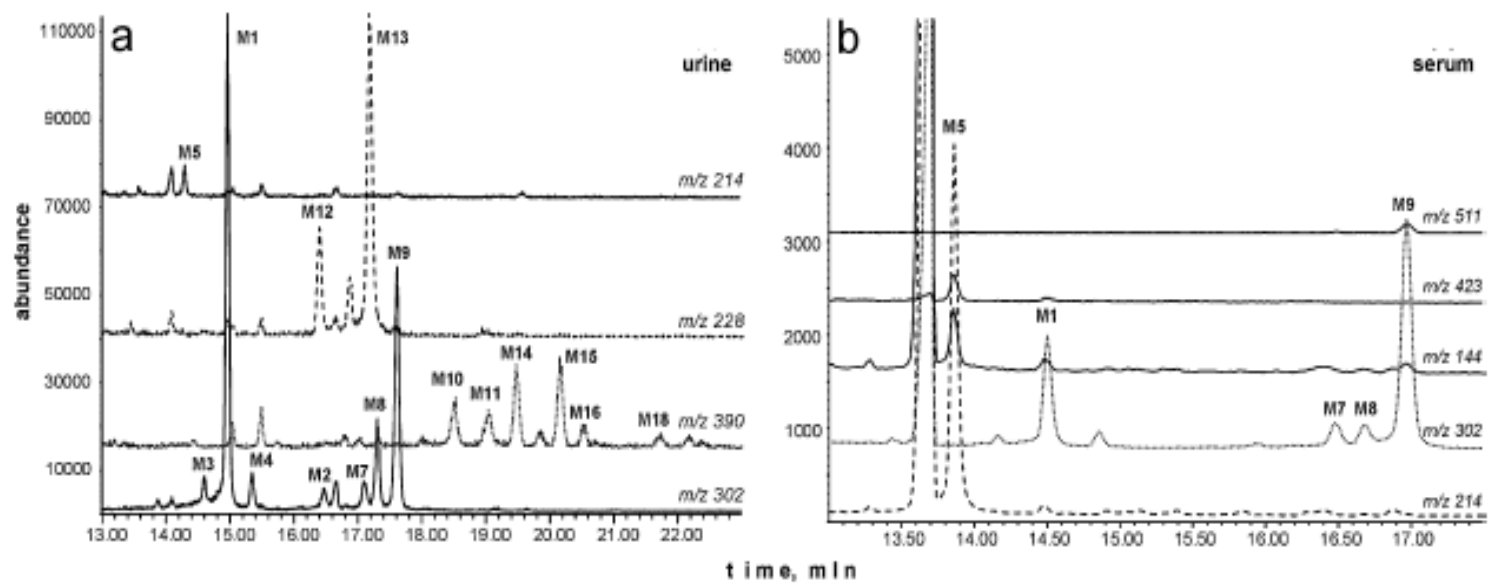 a
urine
abundance
110000
90000
70000
50000
30000
10000
M1
M13
M5
m/z 214
M12
M9
m/z 228
M14
M15
M10
M11
M16
M18
m/z 390
M8
M3
M4
M2
M7
m/z 302
13.00 14.00 15.00 16.00 17.00 18.00 19.00 20.00 21.00 22.00
b
serum
5000
4000
3000
2000
1000
M5
M9
m/z 511
m/z 423
M1
m/z 144
M7
M8
m/z 302
m/z 214
13.50 14.00 14.50 15.00 15.50 16.00 16.50 17.00
time, min